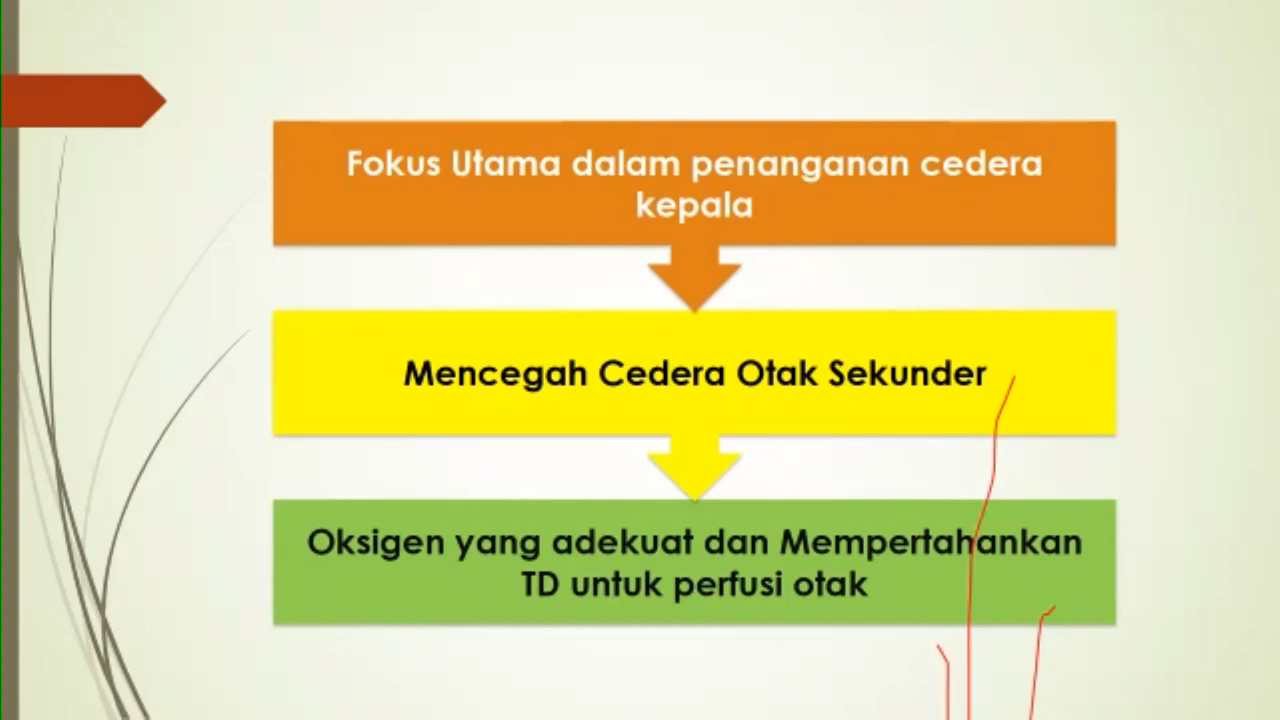 Fokus Utama dalam penanganan cedera
kepala
Mencegah Cedera Otak Sekunder
Oksigen yang adekuat dan Mempertahankan
TD untuk perfusi otak